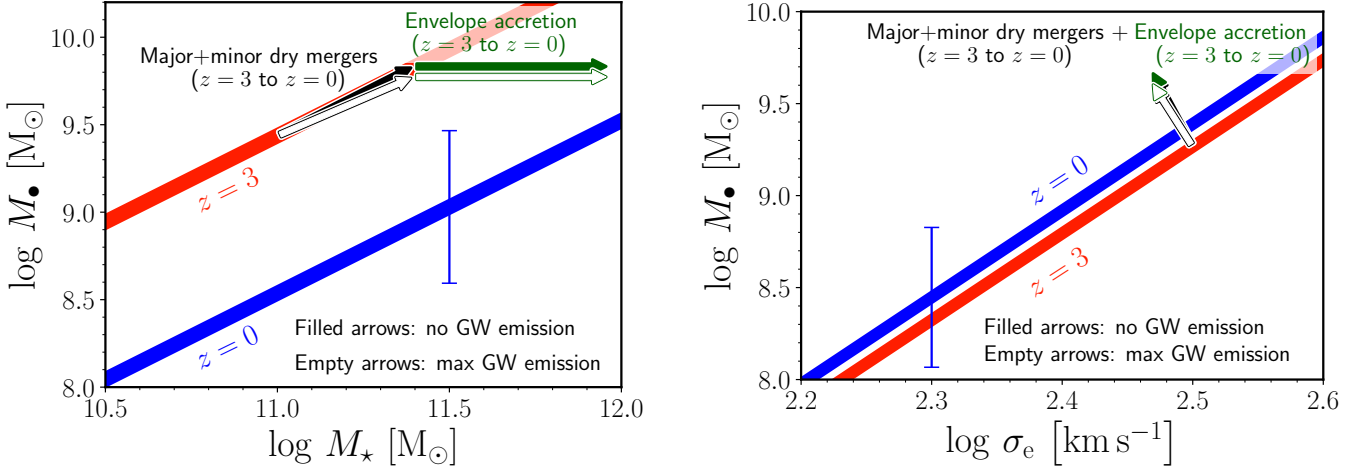 Envelope accretion
(z = 3 to z = 0)
Major+minor dry mergers
(z = 3 to z = 0)
z = 3
z = 0
Filled arrows: no GW emission
Empty arrows: max GW emission
10.0
9.5
9.0
8.5
8.0
10.5
11.0
11.5
12.0
log M● [M⊙]
log M⋆ [M⊙]
Major+minor dry mergers + Envelope accretion
(z = 3 to z = 0) (z = 3 to z = 0)
z = 0
z = 3
Filled arrows: no GW emission
Empty arrows: max GW emission
10.0
9.5
9.0
8.5
8.0
2.2
2.3
2.4
2.5
2.6
log M● [M⊙]
log σe [km s−1]